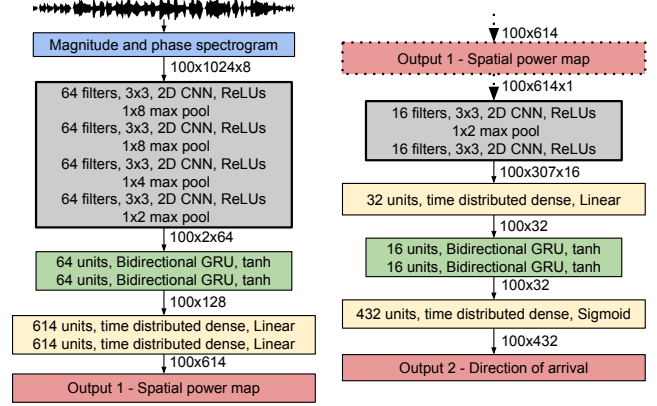 Magnitude and phase spectrogram
100x1024x8
64 filters, 3x3, 2D CNN, ReLUs
1x8 max pool
64 filters, 3x3, 2D CNN, ReLUs
1x8 max pool
64 filters, 3x3, 2D CNN, ReLUs
1x4 max pool
64 filters, 3x3, 2D CNN, ReLUs
1x2 max pool
100x2x64
64 units, Bidirectional GRU, tanh
64 units, Bidirectional GRU, tanh
100x128
614 units, time distributed dense, Linear
614 units, time distributed dense, Linear
100x614
Output 1 - Spatial power map
100x614
Output 1 - Spatial power map
100x614x1
16 filters, 3x3, 2D CNN, ReLUs
1x2 max pool
16 filters, 3x3, 2D CNN, ReLUs
100x307x16
32 units, time distributed dense, Linear
100x32
16 units, Bidirectional GRU, tanh
16 units, Bidirectional GRU, tanh
100x32
432 units, time distributed dense, Sigmoid
100x432
Output 2 - Direction of arrival